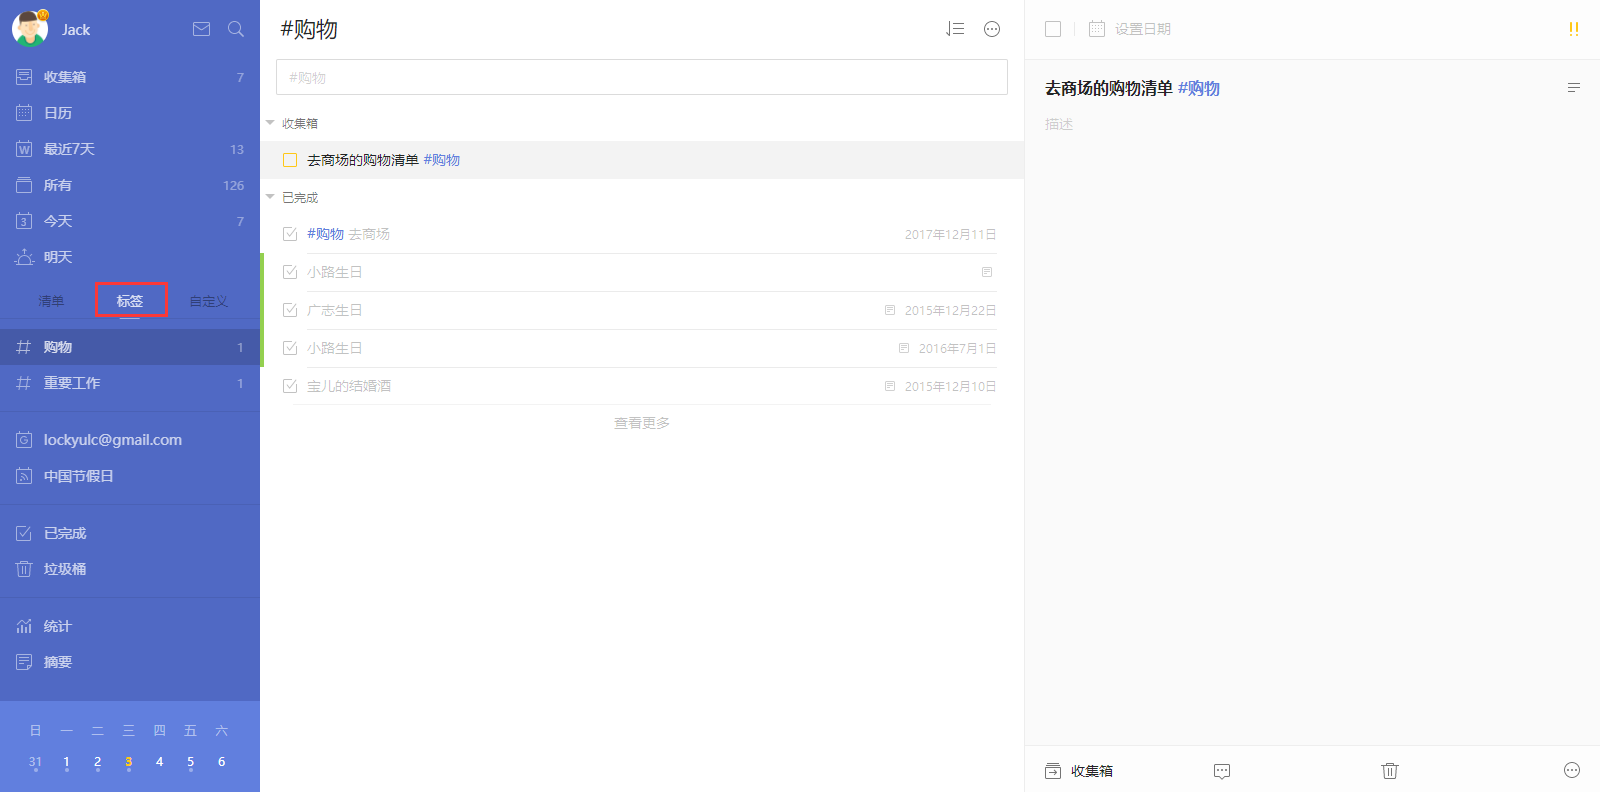 Jack
收集箱 7
日历
最近7天 13
所有 126
今天 7
明天
清单 标签 自定义
购物 1
重要工作 1
lockyulc@gmail.com
中国节假日
已完成
垃圾桶
统计
摘要
日 一 二 三 四 五 六
31 1 2 3 4 5 6
#购物
#购物
收集箱
去商场的购物清单 #购物
已完成
#购物 去商场 2017年12月11日
小路生日
广志生日 2015年12月22日
小路生日 2016年7月1日
宝儿的结婚酒 2015年12月10日
查看更多
设置日期 !!
去商场的购物清单 #购物
描述
收集箱